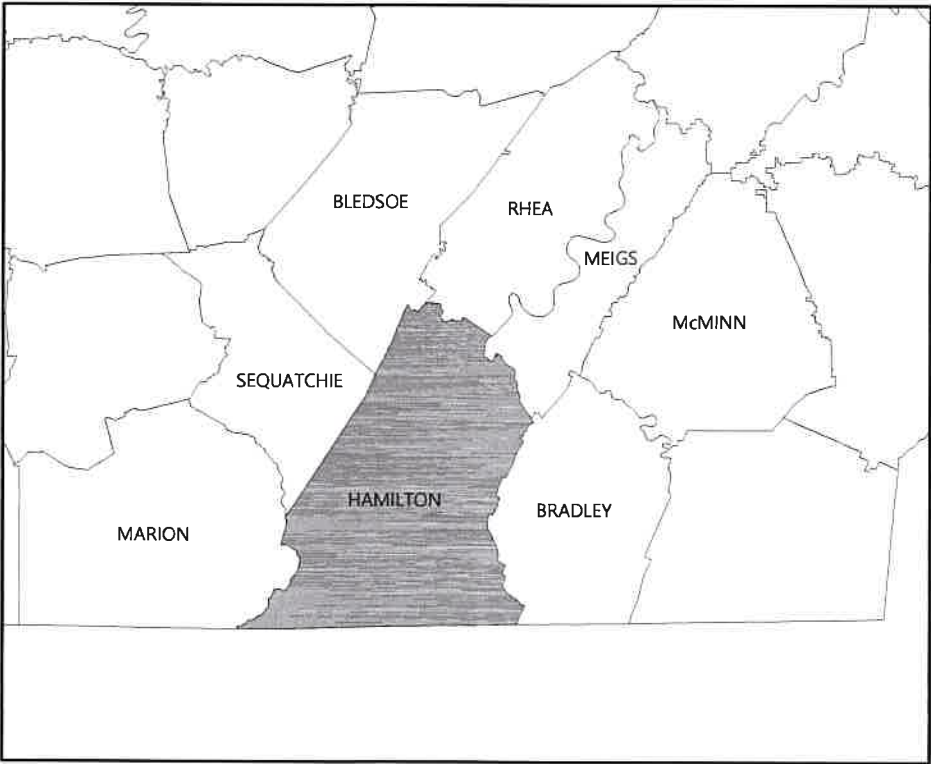 BLEDSOE
RHEA
MEIGS
McMINN
SEQUATCHIE
HAMILTON
BRADLEY
MARION